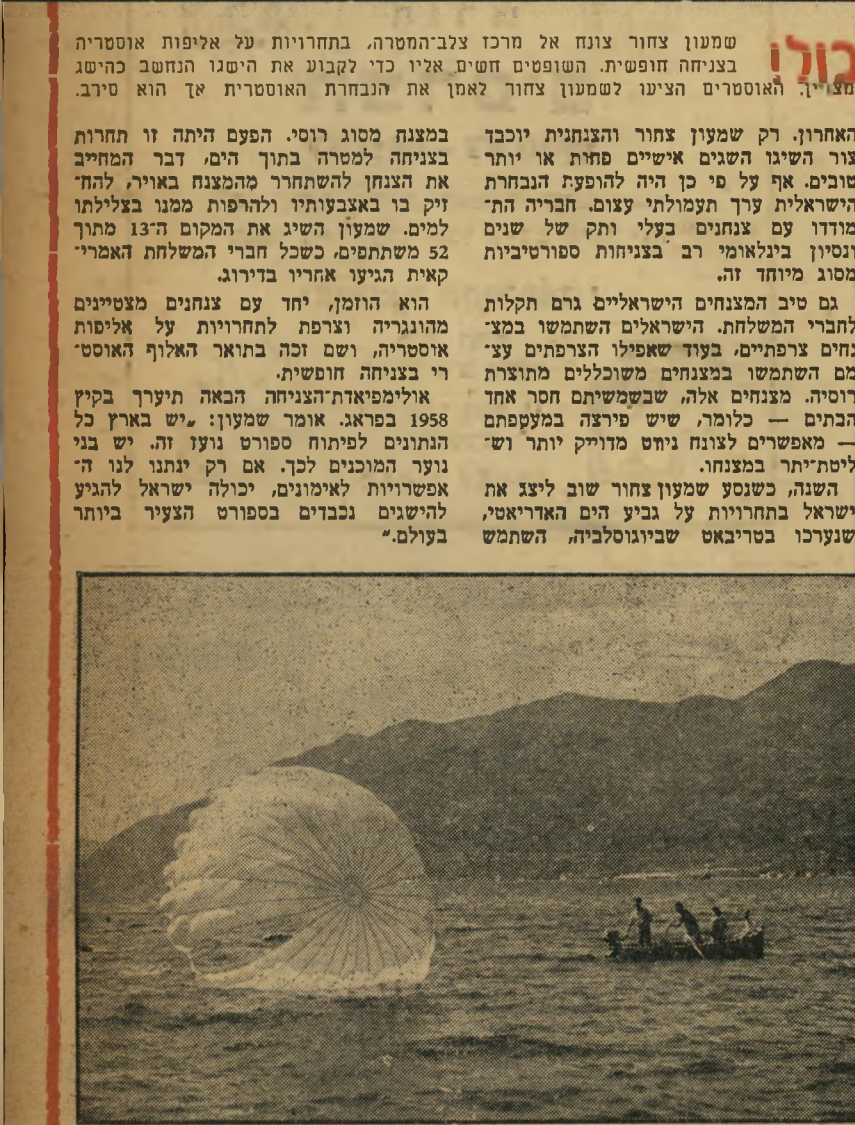 בולו
שמעון צחור צונח אל מרכז צלב־המטרה, בתחרויות על אליפות אוסטריה
בצניחה חופשית. השופטים חשים אליו כדי לקבוע את הישגו הנחשב כהישג
מצויין. האוסטרים הציעו לשמעון צחור לאמן את הנבחרת האוסטרית אך הוא סירב.
האחרון. רק שמעון צחור והצנחנית יוכבד
צור השיגו השגים אישיים פחות או יותר
טובים. אף על פי כן היה להופעת הנבחרת
הישראלית ערך תעמולתי עצום. חבריה הת־
מודדו עם צנחנים בעלי ותק של שנים
ונסיון בינלאומי רב בצניחות ספורטיביות
מסוג מיוחד זה.
גם טיב המצנחים הישראליים גרם תקלות
לחברי המשלחת. הישראלים השתמשו במצ־
נחים צרפתיים, בעוד שאפילו הצרפתים עצ־
מם השתמשו במצנחים משוכללים מתוצרת
רוסיה. מצנחים אלה, שבשמשיתם חסר אחד
הבתים — כלומר, שיש פירצה במעטפתם
— מאפשרים לצונח ניווט מדוייק יותר וש־
ליטת־יתר במצנחו.
השנה, כשנסע שמעון צחור שוב ליצג את
ישראל בתחרויות על גביע הים האדריאטי,
שנערכו בטריבאט שביוגוסלביה, השתמש
במצנח מסוג רוסי. הפעם היתה זו תחרות
בצניחה למטרה בתוך הים, דבר המחייב
את הצנחן להשתחרר מהמצנח באויר, להח־
זיק בו באצבעותיו ולהרפות ממנו בצלילתו
למים. שמעון השיג את המקום ה־13 מתוך
52 משתתפים, כשכל חברי המשלחת האמרי־
קאית הגיעו אחריו בדירוג.
הוא הוזמן, יחד עם צנחנים מצטיינים
מהונגריה וצרפת לתחרויות על אליפות
אוסטריה, ושם זכה בתואר האלוף האוסט־
רי בצניחה חופשית.
אולימפיאדת־הצניחה הבאה תיערך בקיץ
1958 בפראג. אומר שמעון: „יש בארץ כל
הנתונים לפיתוח ספורט נועז זה. יש בני
נוער המוכנים לכך. אם רק ינתנו לנו ה־
אפשרויות לאימונים, יכולה ישראל להגיע
להישגים נכבדים בספורט הצעיר ביותר
בעולם.”